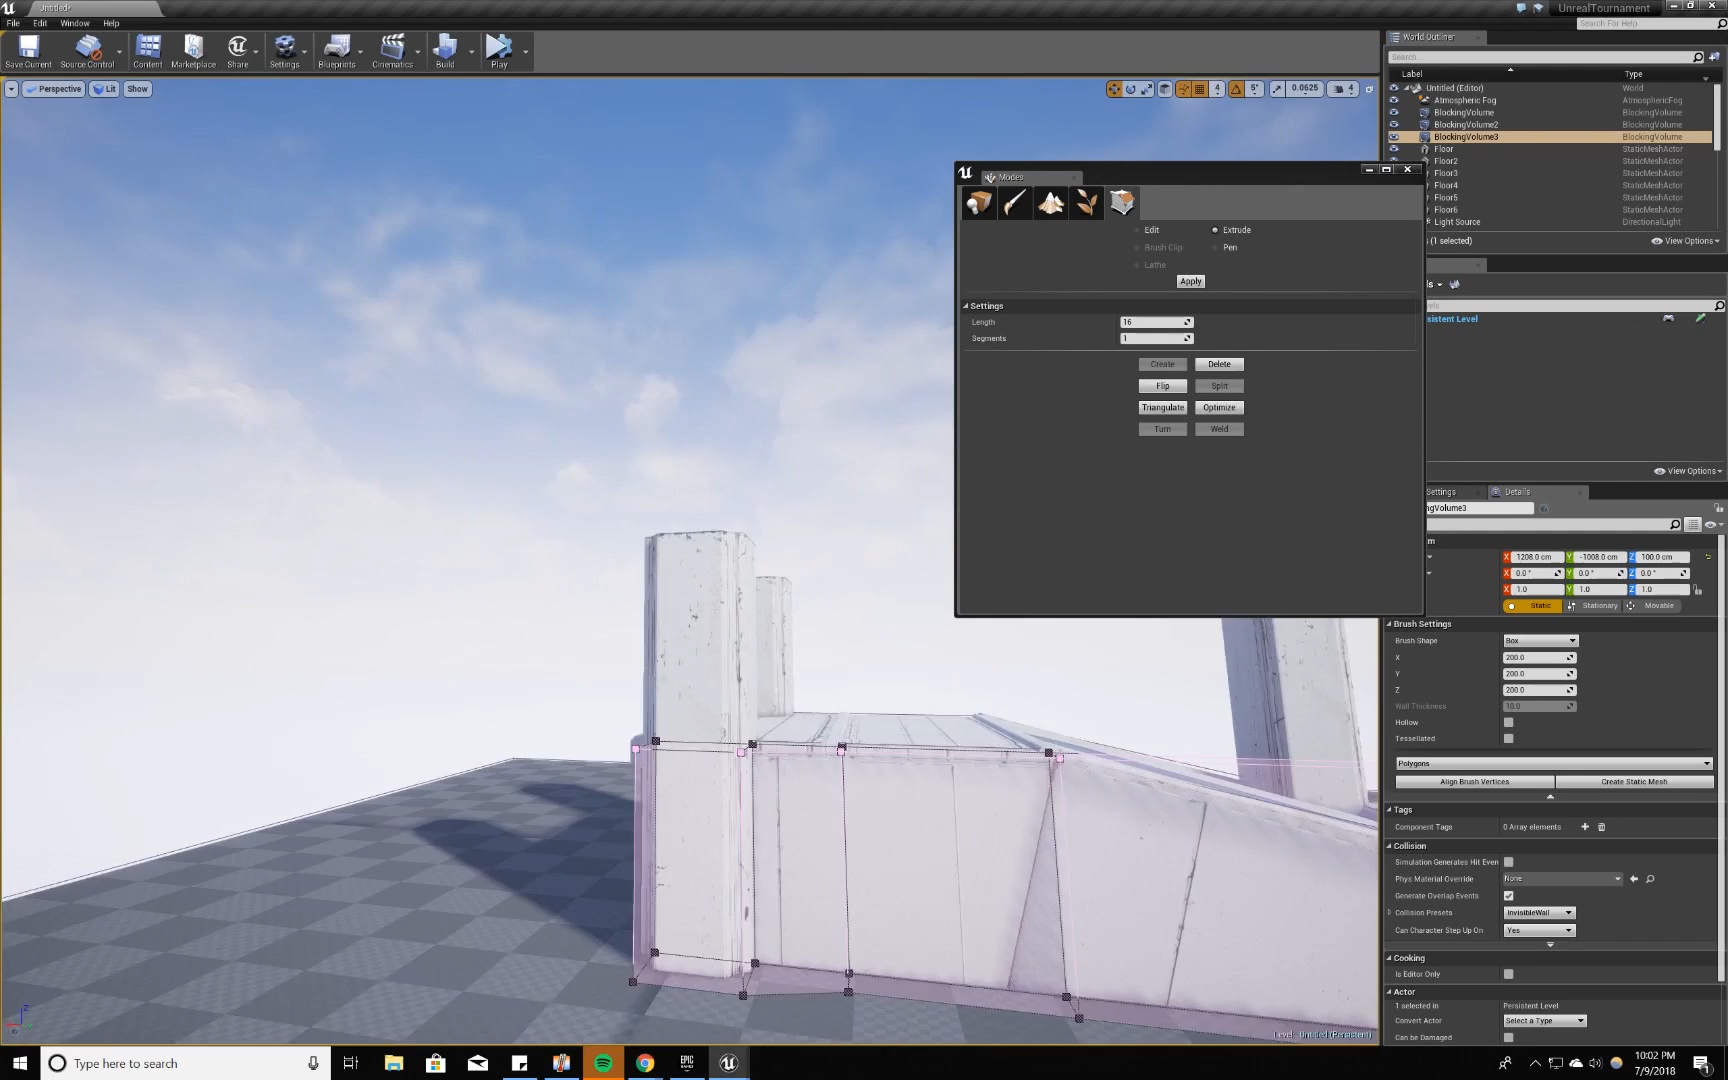 Untitled*
UnrealTournament
File Edit Window Help
Search For Help
Save Current Source Control Content Marketplace Share Settings Blueprints Cinematics Build Play
World Outliner
Search
Perspective Lit Show
4 5° 0.0625 4
Label Type
Untitled (Editor) World
Atmospheric Fog AtmosphericFog
BlockingVolume BlockingVolume
BlockingVolume2 BlockingVolume
BlockingVolume3 BlockingVolume
Floor StaticMeshActor
Floor2 StaticMeshActor
Floor3 StaticMeshActor
Floor4 StaticMeshActor
Floor5 StaticMeshActor
Floor6 StaticMeshActor
Light Source DirectionalLight
(1 selected) View Options
Modes
Edit Extrude
Brush Clip Pen
Lathe
Apply
Settings
Length 16
Segments 1
Create Delete
Flip Split
Triangulate Optimize
Turn Weld
ls
vels
sistent Level
View Options
Settings Details
ngVolume3
rm
X 1208.0 cm Y -1008.0 cm Z 100.0 cm
X 0.0° Y 0.0° Z 0.0°
X 1.0 Y 1.0 Z 1.0
Static Stationary Movable
Brush Settings
Brush Shape Box
X 200.0
Y 200.0
Z 200.0
Wall Thickness 10.0
Hollow
Tessellated
Polygons
Align Brush Vertices Create Static Mesh
Tags
Component Tags 0 Array elements
Collision
Simulation Generates Hit Even
Phys Material Override None
Generate Overlap Events
Collision Presets InvisibleWall
Can Character Step Up On Yes
Cooking
Is Editor Only
Actor
1 selected in Persistent Level
Convert Actor Select a Type
Can be Damaged
Level: Untitled (Persistent)
Z
Type here to search
EPIC GAMES
10:02 PM
7/9/2018
1